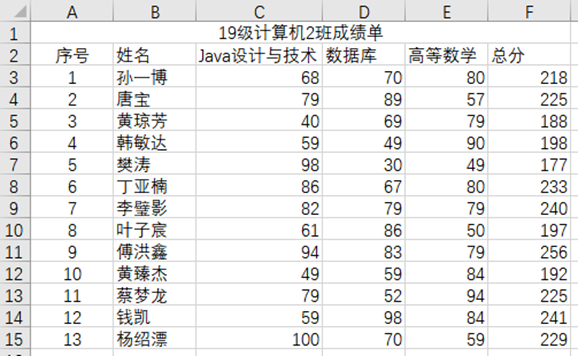 A B C D E F
1 19级计算机2班成绩单
2 序号 姓名 Java设计与技术 数据库 高等数学 总分
3 1 孙一博 68 70 80 218
4 2 唐宝 79 89 57 225
5 3 黄琼芳 40 69 79 188
6 4 韩敏达 59 49 90 198
7 5 樊涛 98 30 49 177
8 6 丁亚楠 86 67 80 233
9 7 李璧影 82 79 79 240
10 8 叶子宸 61 86 50 197
11 9 傅洪鑫 94 83 79 256
12 10 黄臻杰 49 59 84 192
13 11 蔡梦龙 79 52 94 225
14 12 钱凯 59 98 84 241
15 13 杨绍漂 100 70 59 229